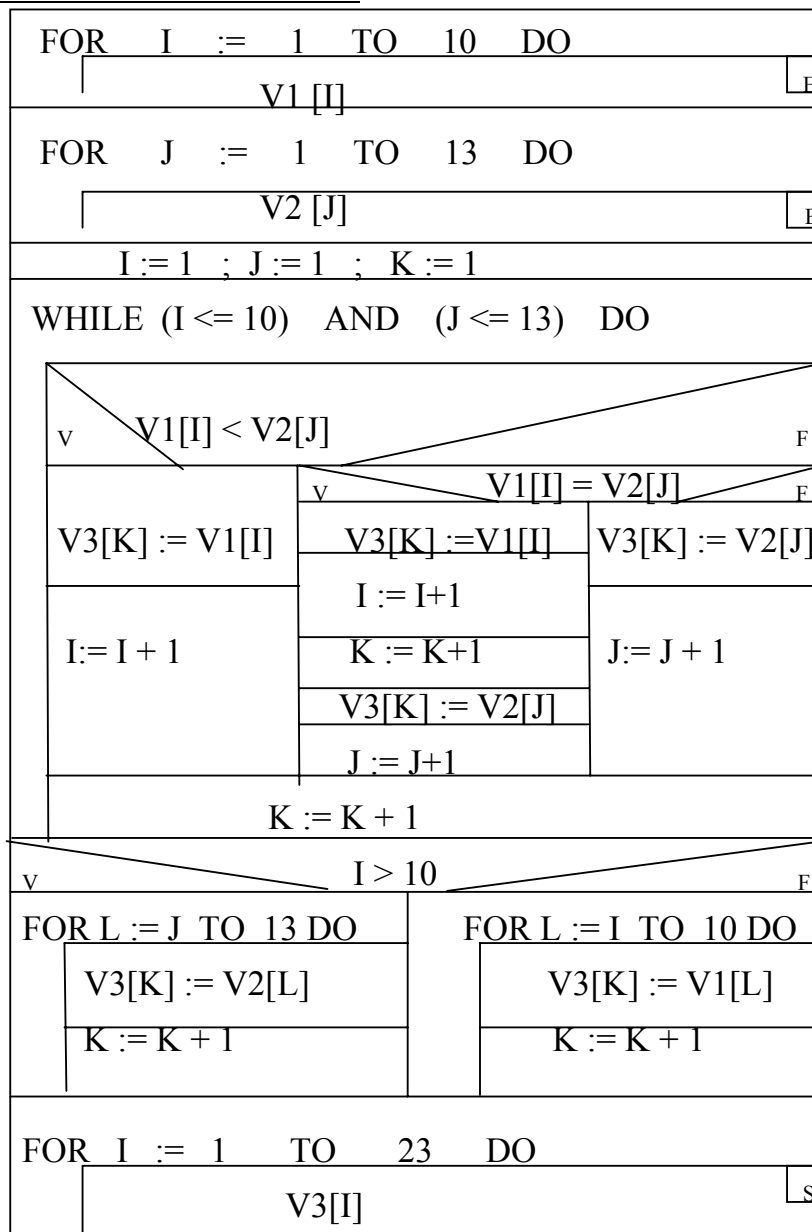 FOR I := 1 TO 10 DO
V1 [I] E
FOR J := 1 TO 13 DO
V2 [J] E
I := 1 ; J := 1 ; K := 1
WHILE (I <= 10) AND (J <= 13) DO
V V1[I] < V2[J] F
V V1[I] = V2[J] F
V3[K] := V1[I] V3[K] :=V1[I] V3[K] := V2[J]
I := I+1
I:= I + 1 K := K+1 J:= J + 1
V3[K] := V2[J]
J := J+1
K := K + 1
V I > 10 F
FOR L := J TO 13 DO FOR L := I TO 10 DO
V3[K] := V2[L] V3[K] := V1[L]
K := K + 1 K := K + 1
FOR I := 1 TO 23 DO
V3[I] S